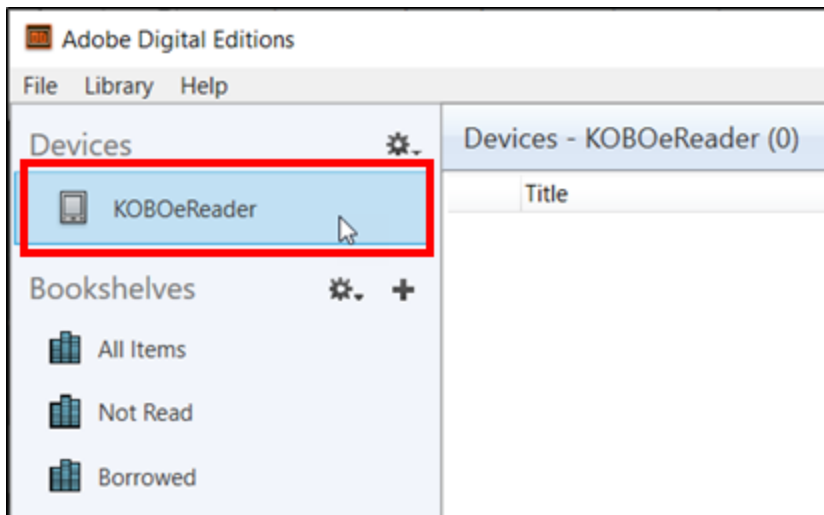 Adobe Digital Editions
File Library Help
Devices
KOBOeReader
Bookshelves
All Items
Not Read
Borrowed
Devices - KOBOeReader (0)
Title